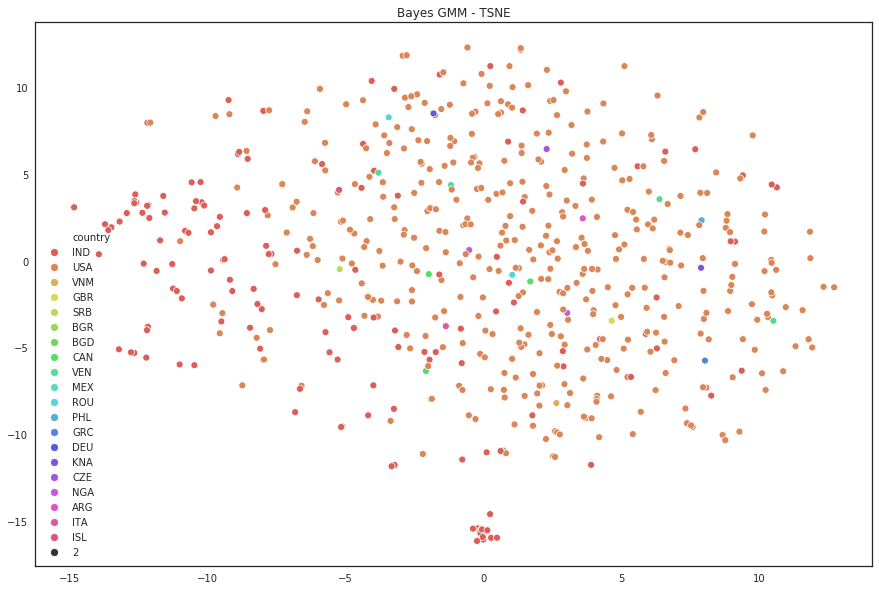 Bayes GMM - TSNE
10
5
0
−5
−10
−15
country
IND
USA
VNM
GBR
SRB
BGR
BGD
CAN
VEN
MEX
ROU
PHL
GRC
DEU
KNA
CZE
NGA
ARG
ITA
ISL
2
−15 −10 −5 0 5 10